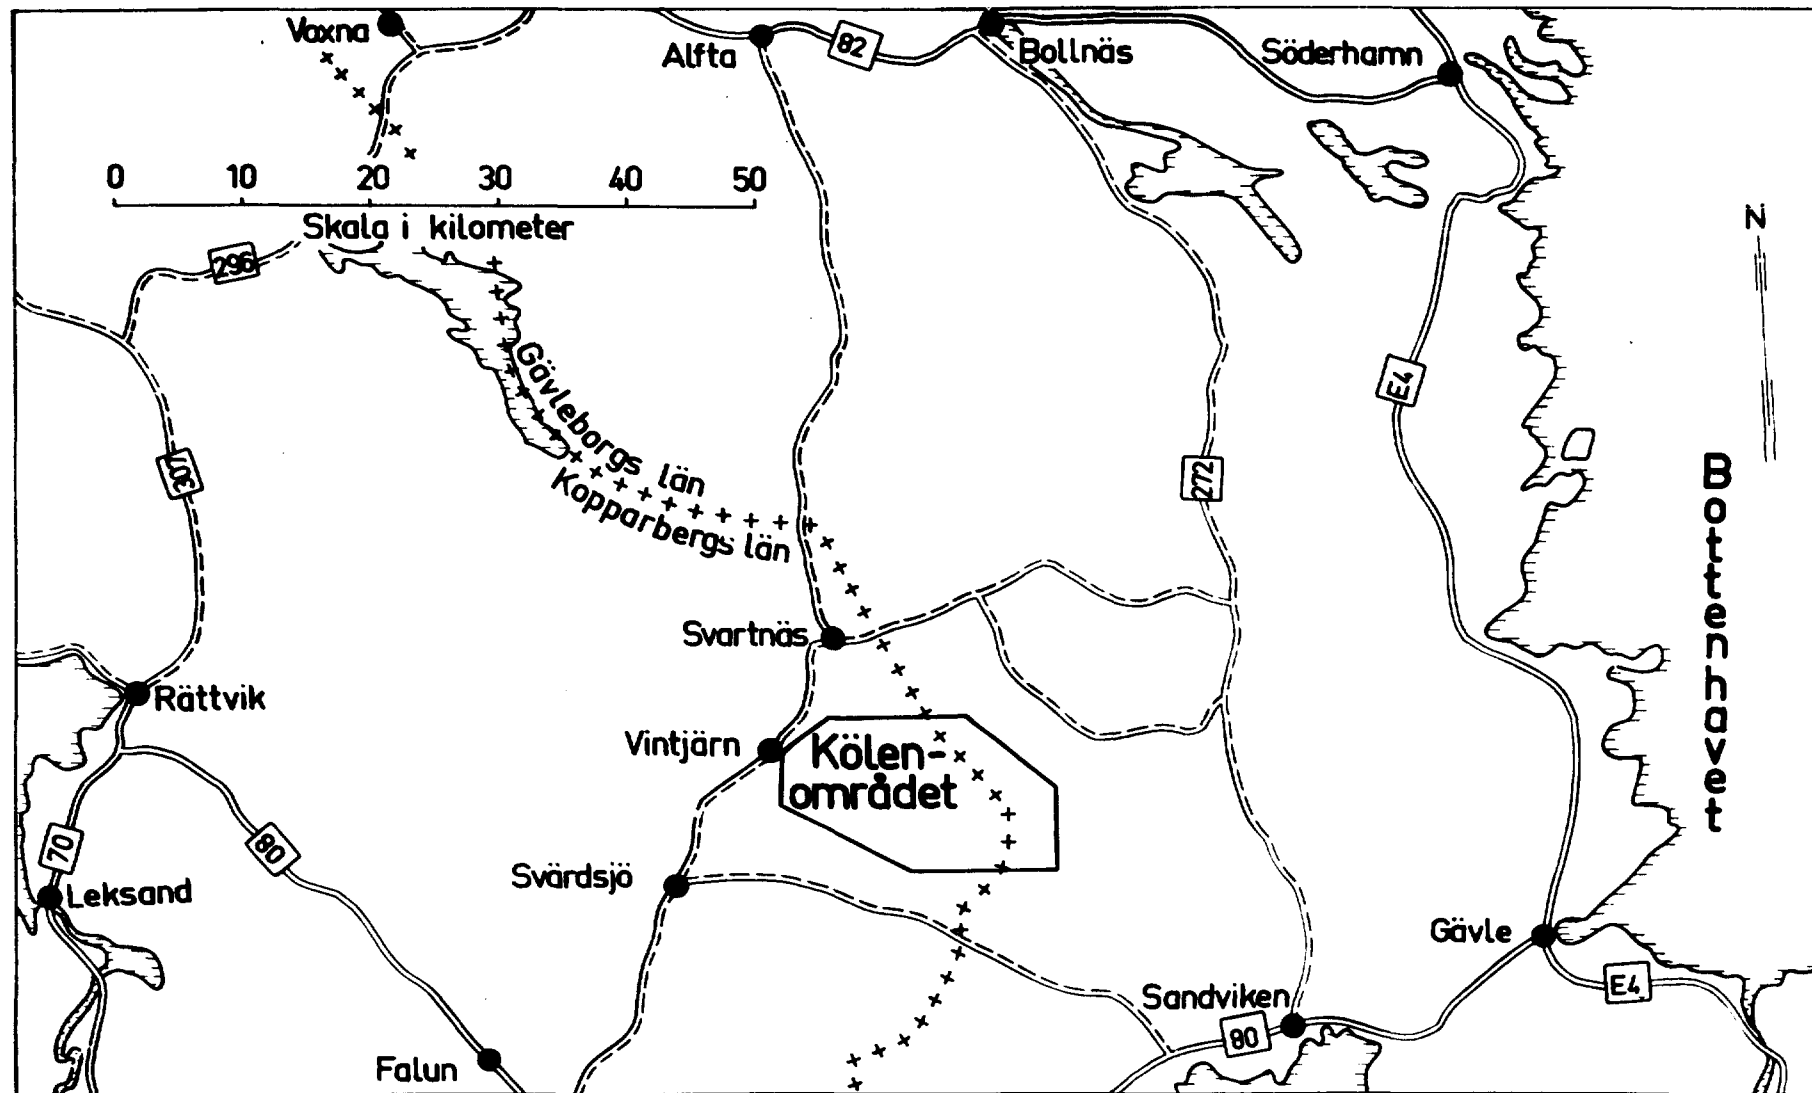 Voxna
Alfta
82
Bollnäs
Söderhamn
0 10 20 30 40 50
Skala i kilometer
N
296
Gävleborgs län
Kopparbergs län
E4
307
272
Bottenhavet
Svartnäs
Rättvik
Vintjärn
Kölen-
området
70
80
Svärdsjö
Leksand
Gävle
E4
Sandviken
80
Falun